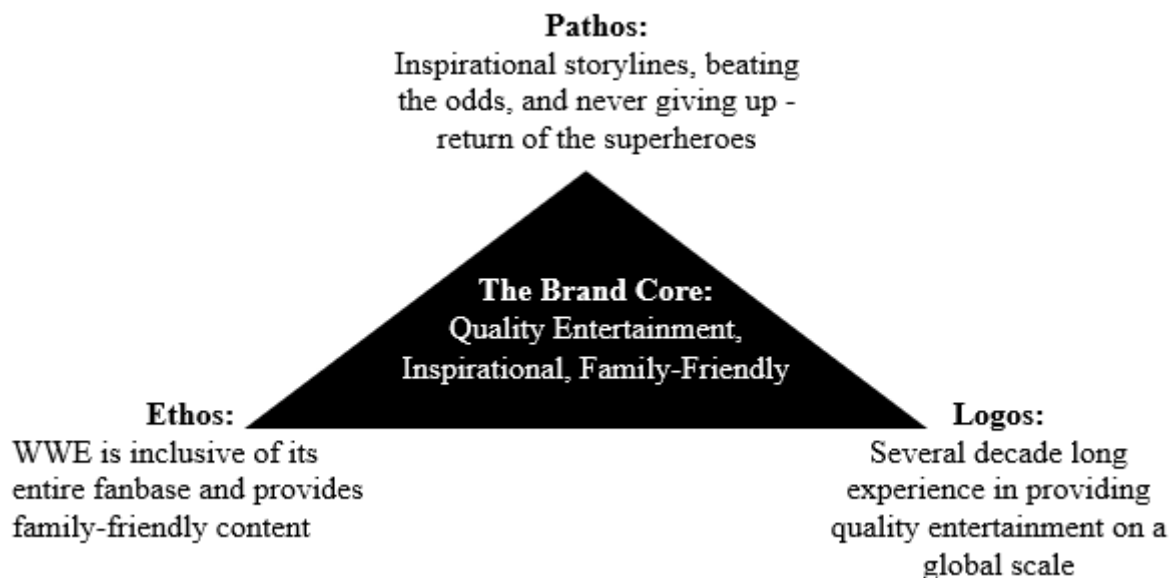 Pathos:
Inspirational storylines, beating
the odds, and never giving up -
return of the superheroes
The Brand Core:
Quality Entertainment,
Inspirational, Family-Friendly
Ethos:
WWE is inclusive of its
entire fanbase and provides
family-friendly content
Logos:
Several decade long
experience in providing
quality entertainment on a
global scale